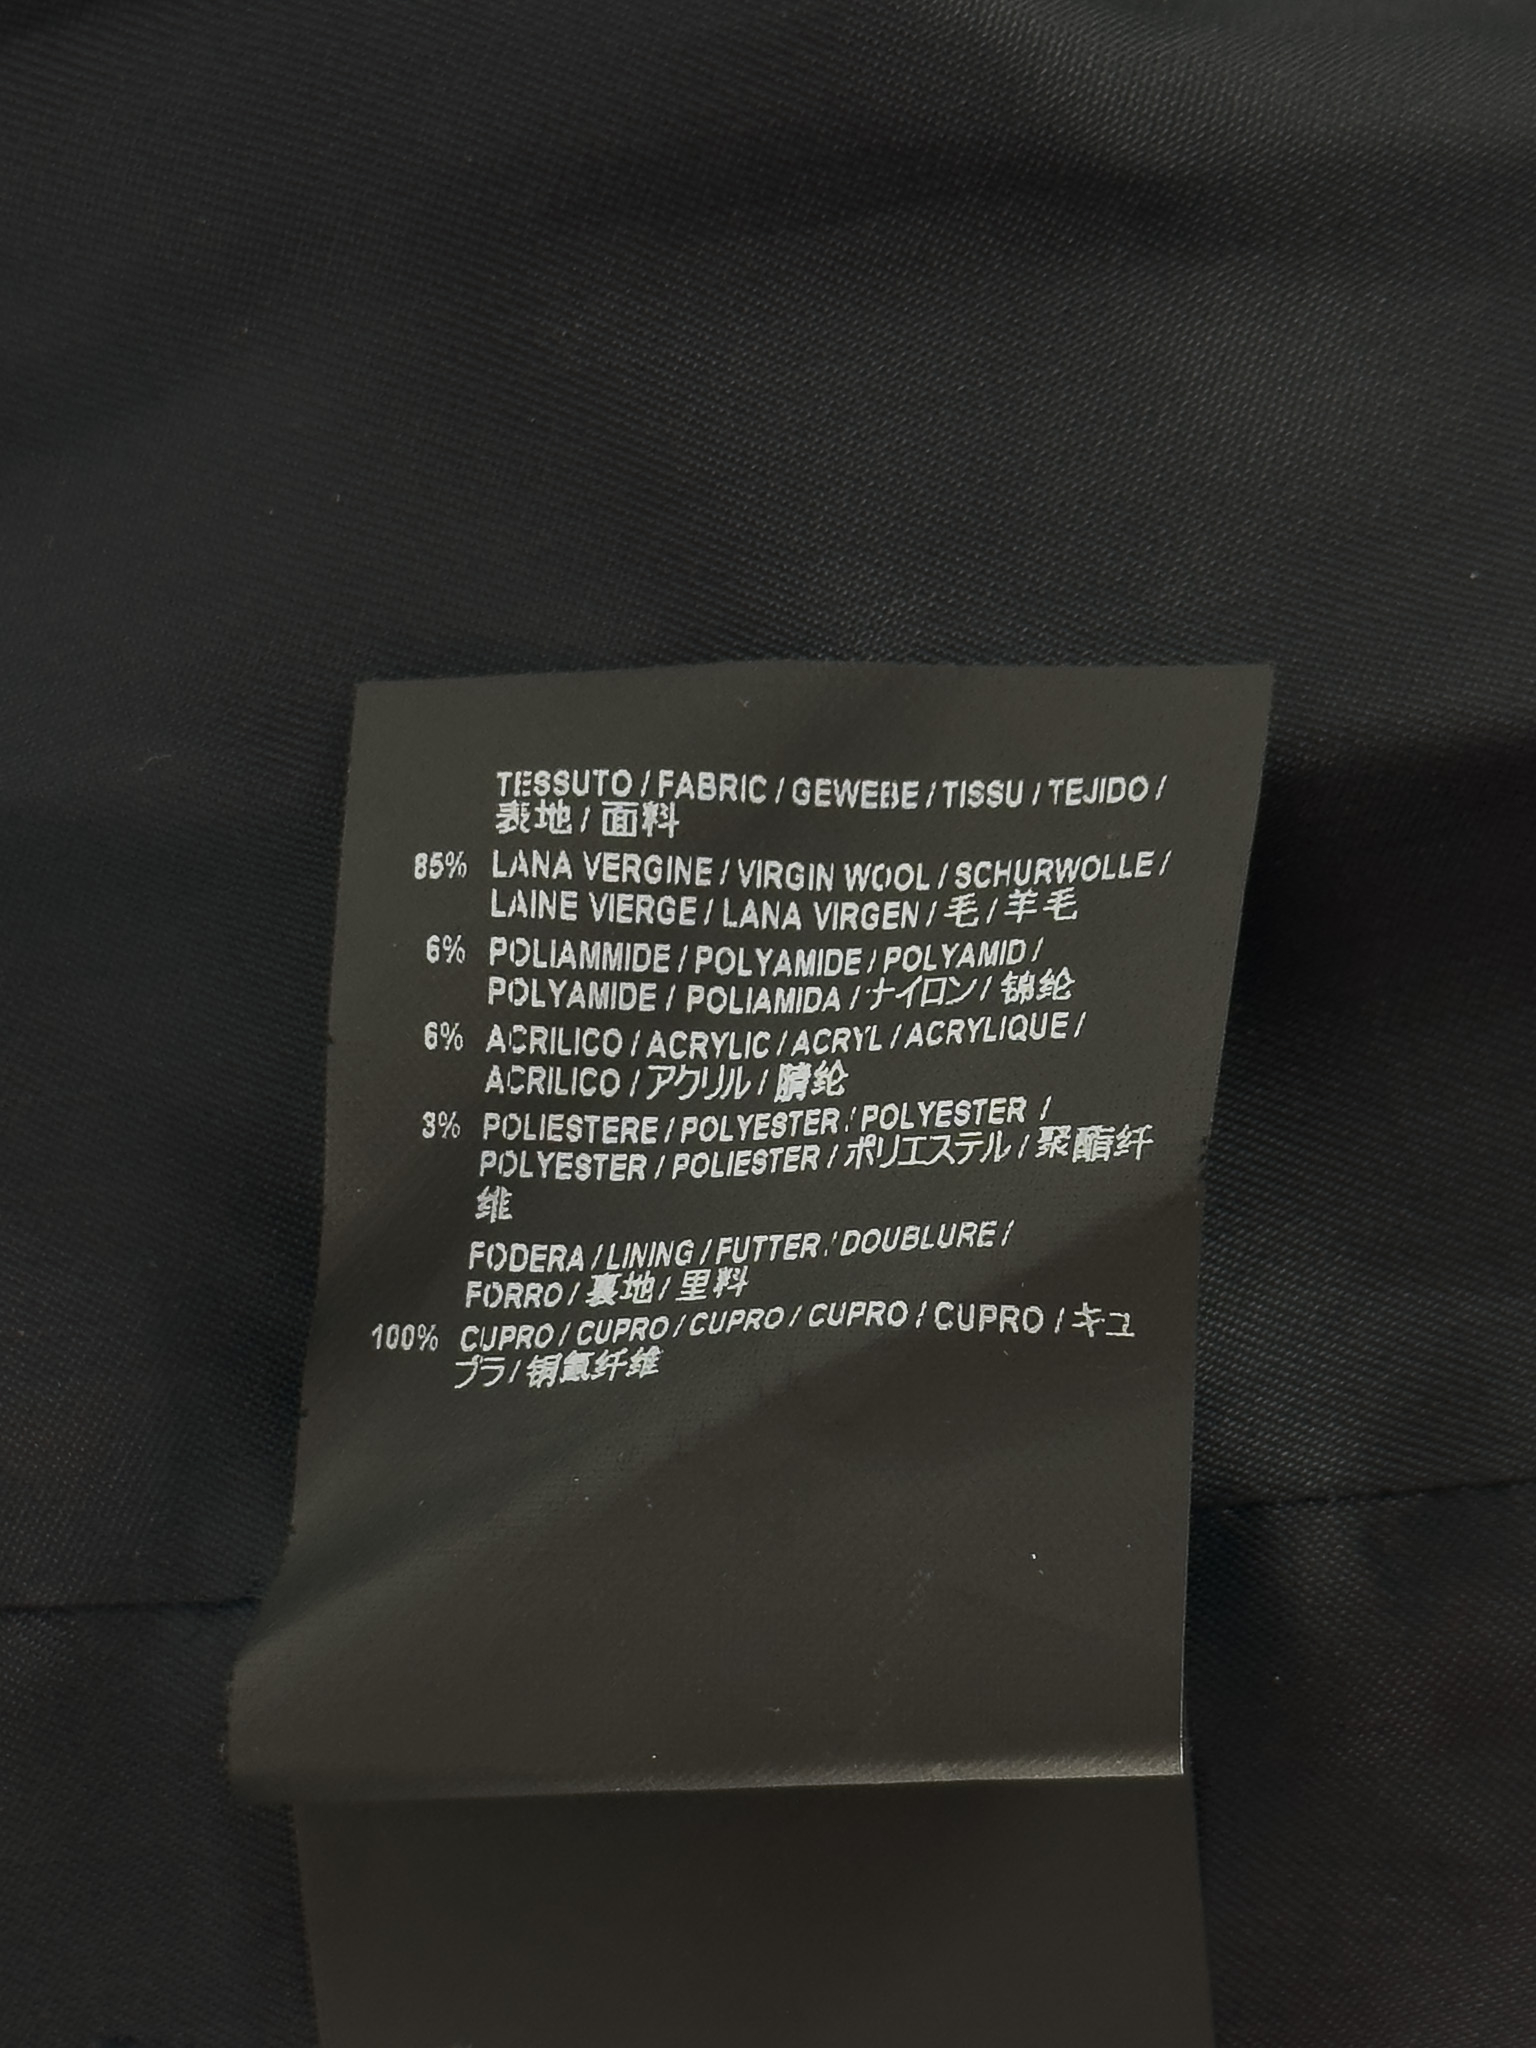 TESSUTO / FABRIC / GEWEBE / TISSU / TEJIDO /
表地 / 面料
85% LANA VERGINE / VIRGIN WOOL / SCHURWOLLE /
LAINE VIERGE / LANA VIRGEN / 毛 / 羊毛
6% POLIAMMIDE / POLYAMIDE / POLYAMID /
POLYAMIDE / POLIAMIDA / ナイロン / 锦纶
6% ACRILICO / ACRYLIC / ACRYL / ACRYLIQUE /
ACRILICO / アクリル / 腈纶
3% POLIESTERE / POLYESTER / POLYESTER /
POLYESTER / POLIESTER / ポリエステル / 聚酯纤
维
FODERA / LINING / FUTTER / DOUBLURE /
FORRO / 裏地 / 里料
100% CUPRO / CUPRO / CUPRO / CUPRO / CUPRO / キュ
プラ / 铜氨纤维